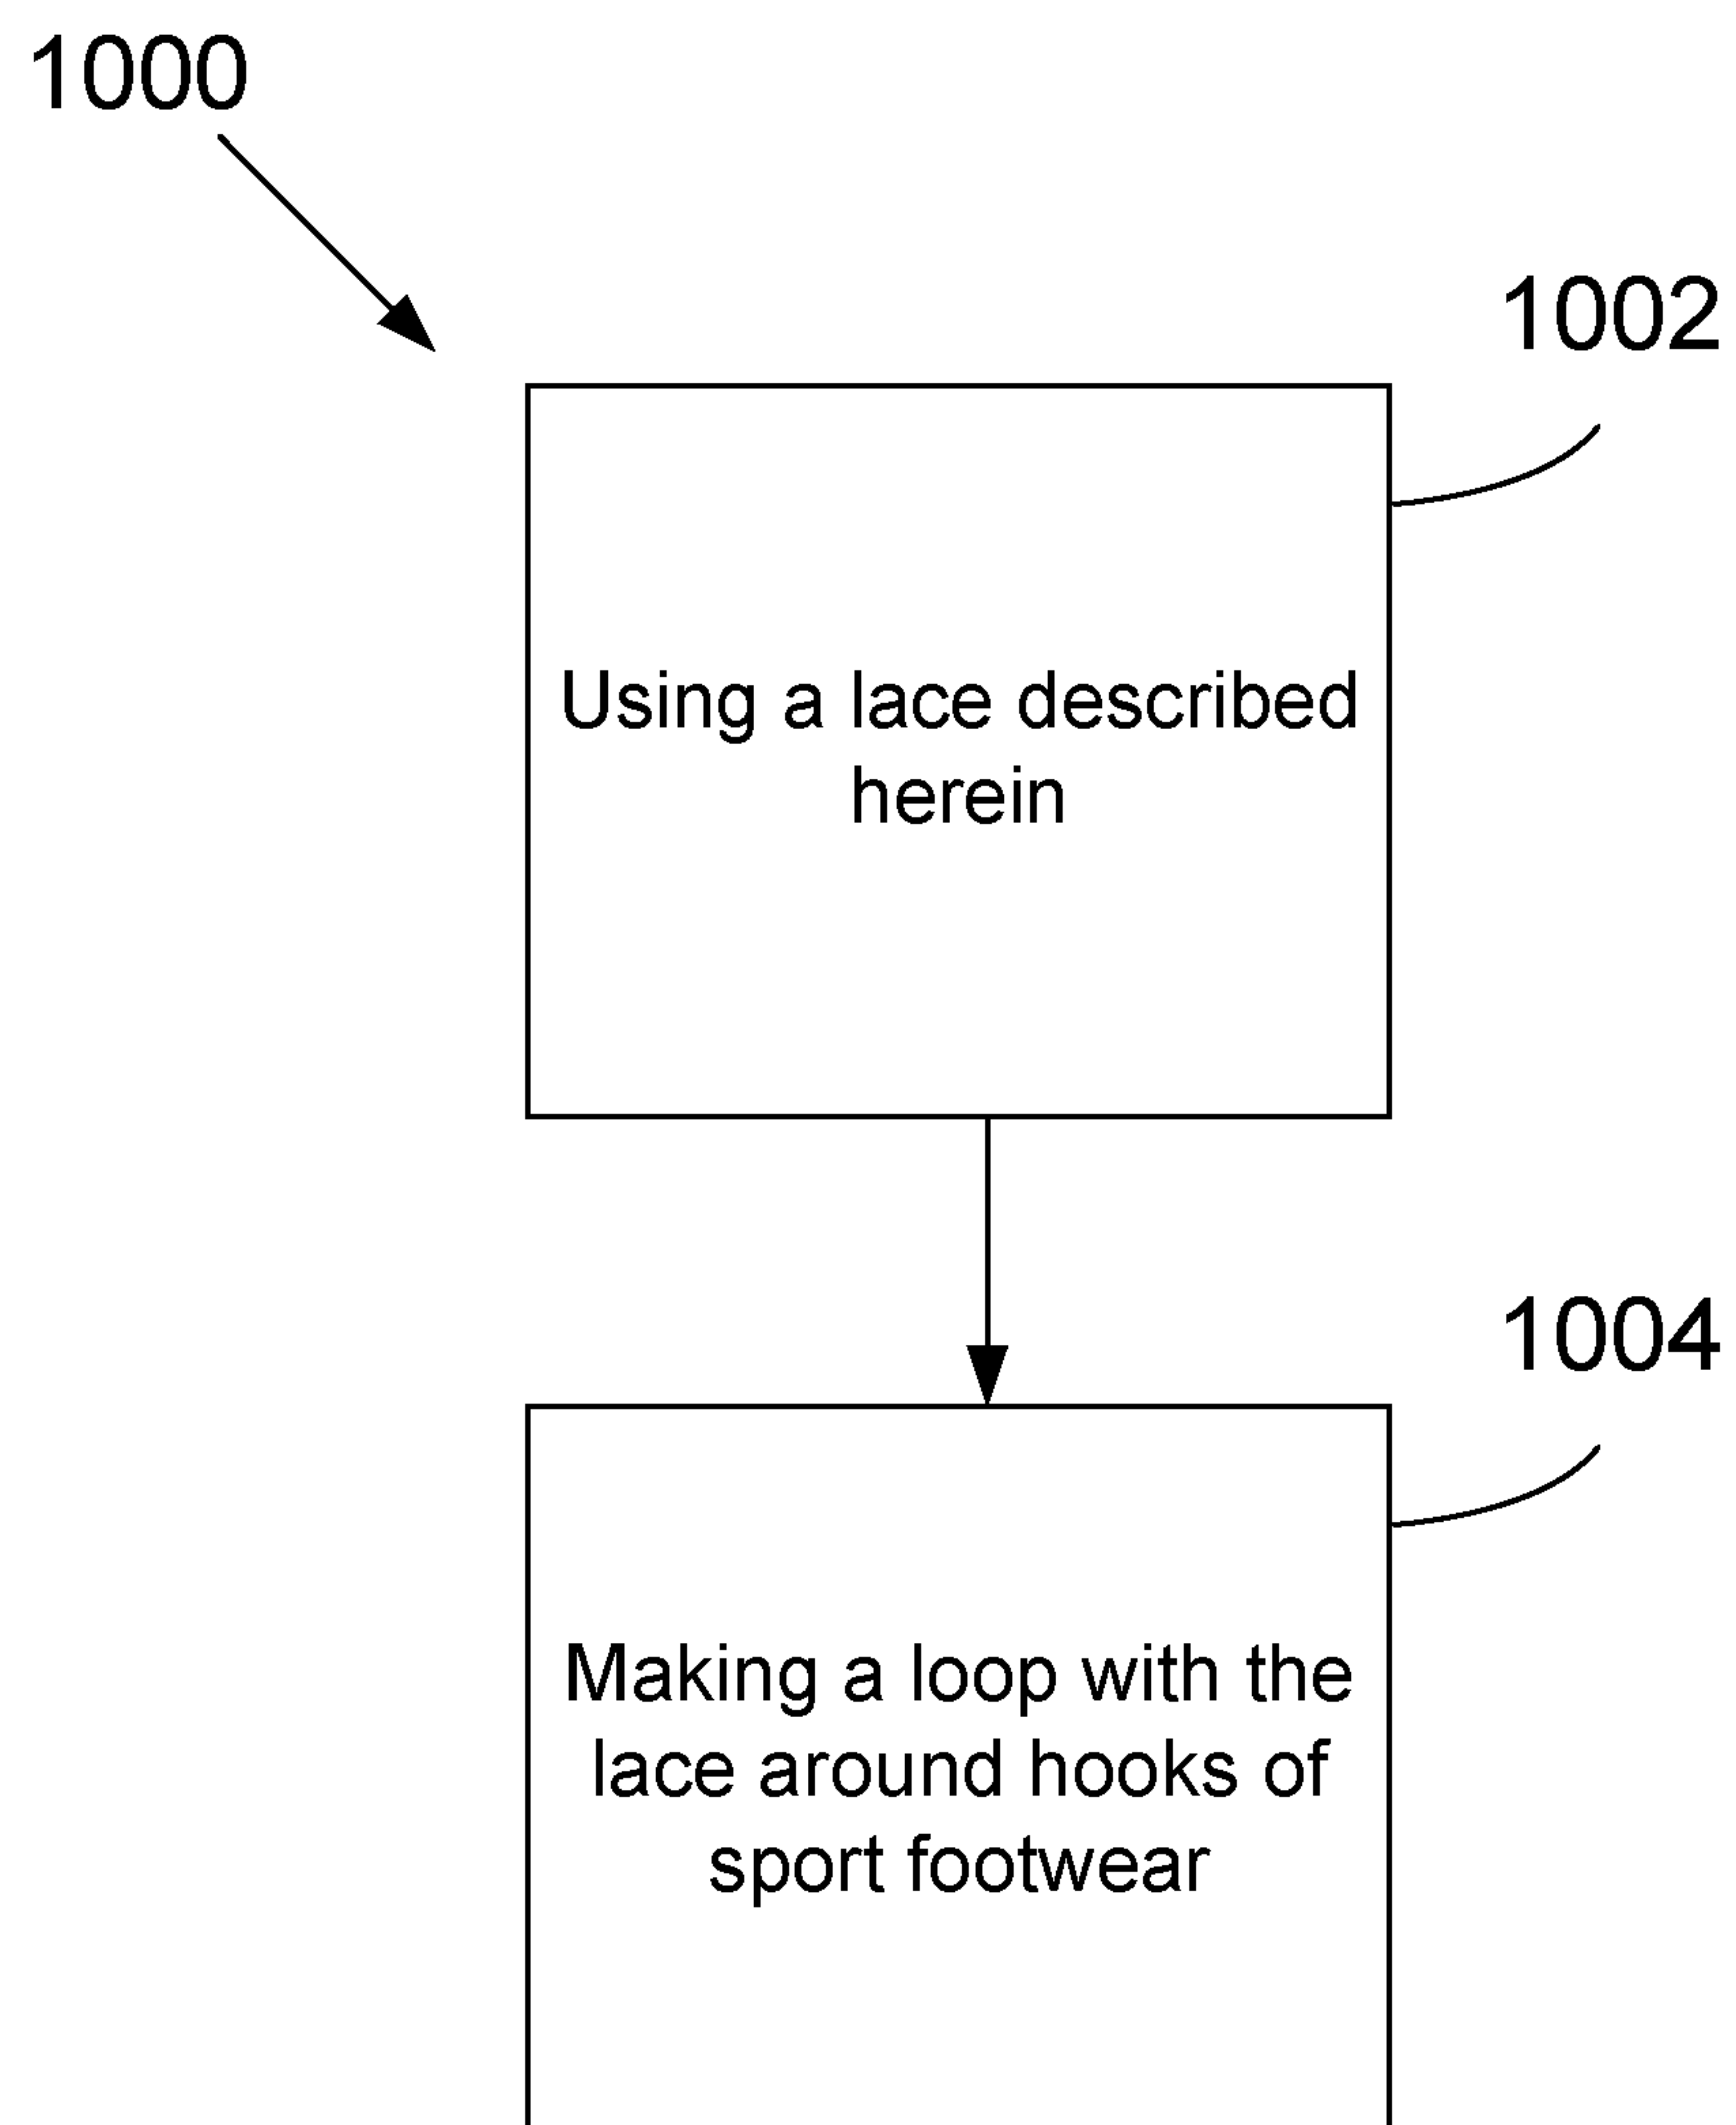 1000
1002
Using a lace described
herein
1004
Making a loop with the
lace around hooks of
sport footwear